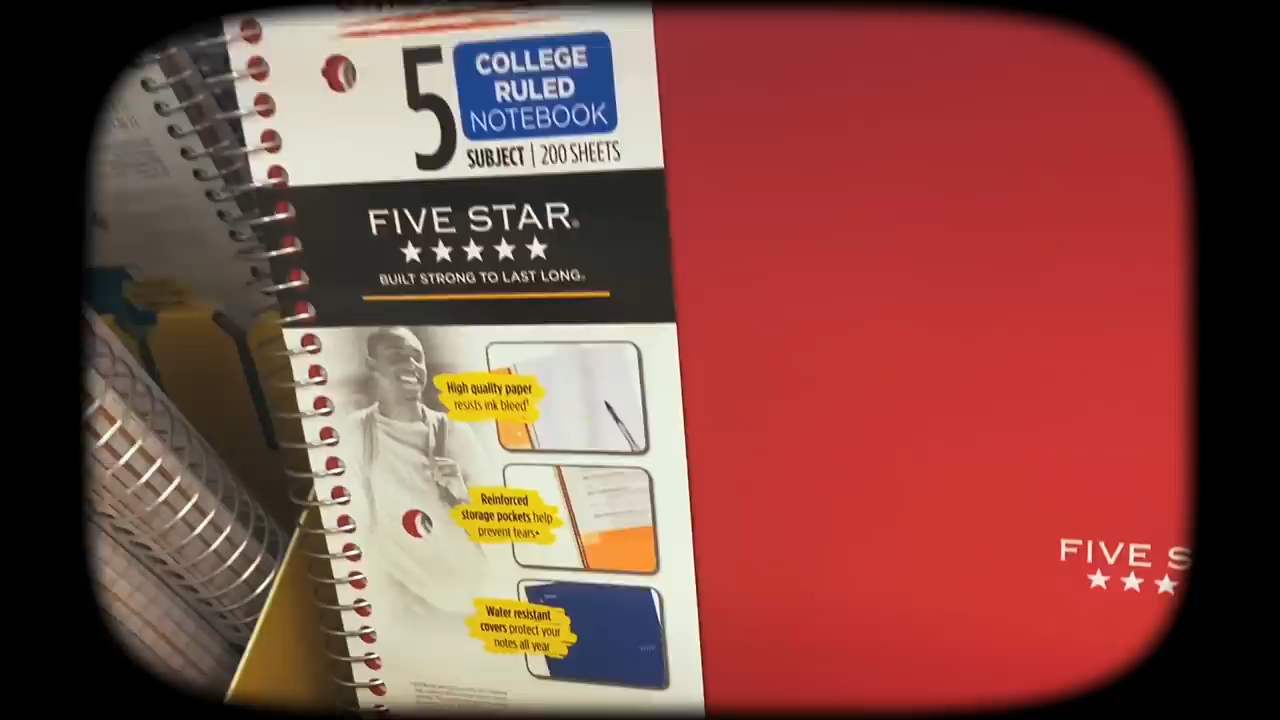 5
COLLEGE
RULED
NOTEBOOK
SUBJECT | 200 SHEETS
FIVE STAR®
BUILT STRONG TO LAST LONG.
High quality paper
resists ink bleed†
Reinforced
storage pockets help
prevent tears*
Water resistant
covers protect your
notes all year
FIVE S